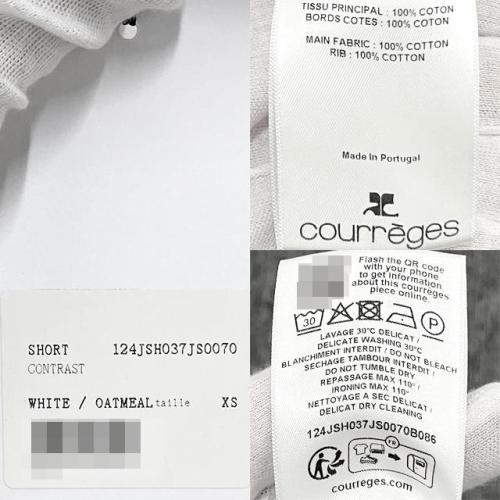 TISSU PRINCIPAL : 100% COTON
BORDS COTES : 100% COTON
MAIN FABRIC : 100% COTTON
RIB : 100% COTTON
Made In Portugal
courrèges
SHORT 124JSH037JS0070
CONTRAST
WHITE / OATMEAL taille XS
Flash the QR code
with your phone
to get information
about this courrèges
piece online.
30
P
LAVAGE 30°C DELICAT /
DELICATE WASHING 30°C
BLANCHIMENT INTERDIT / DO NOT BLEACH
SECHAGE TAMBOUR INTERDIT /
DO NOT TUMBLE DRY
REPASSAGE MAX 110° /
IRONING MAX 110°
NETTOYAGE A SEC DELICAT /
DELICAT DRY CLEANING
124JSH037JS0070B086
FR
courreges.com